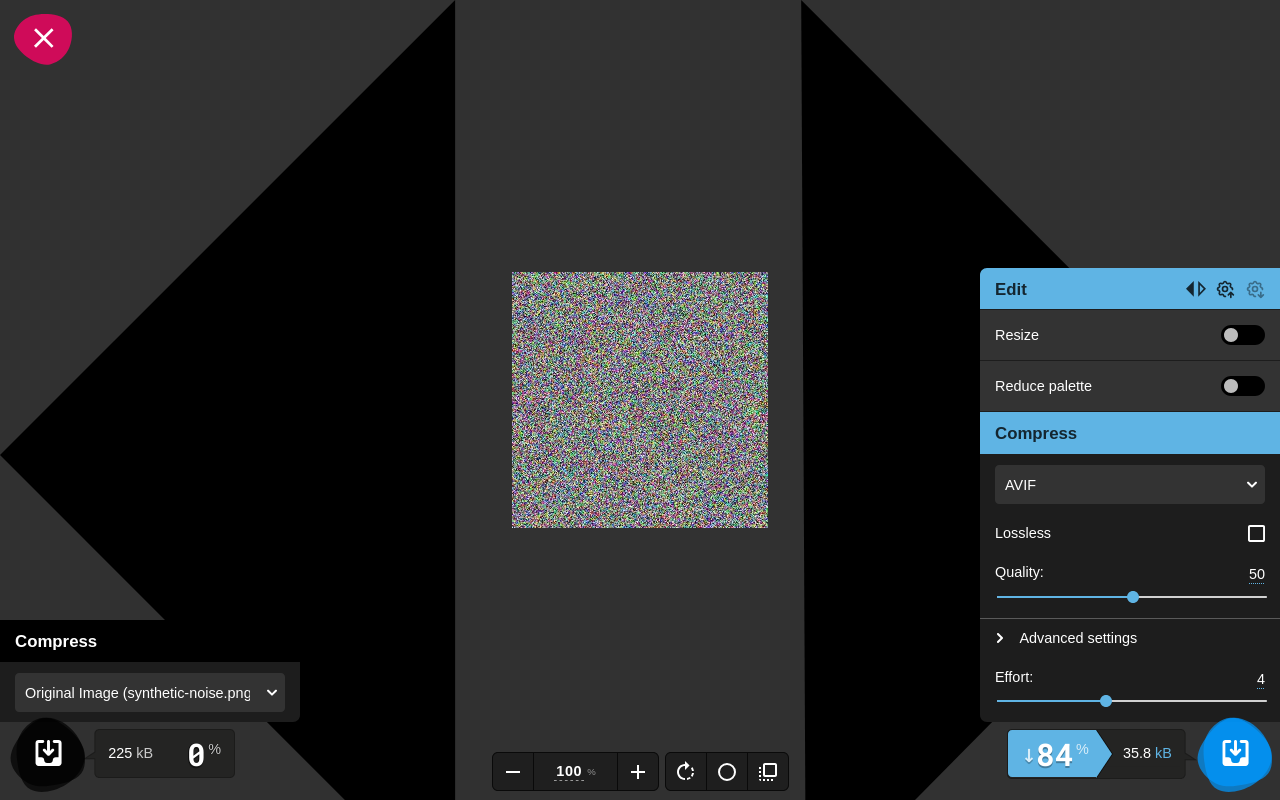 Edit
Resize
Reduce palette
Compress
AVIF
Lossless
Quality:
50
Advanced settings
Effort:
4
Compress
Original Image (synthetic-noise.png
225 kB
0 %
100 %
↓84 %
35.8 kB